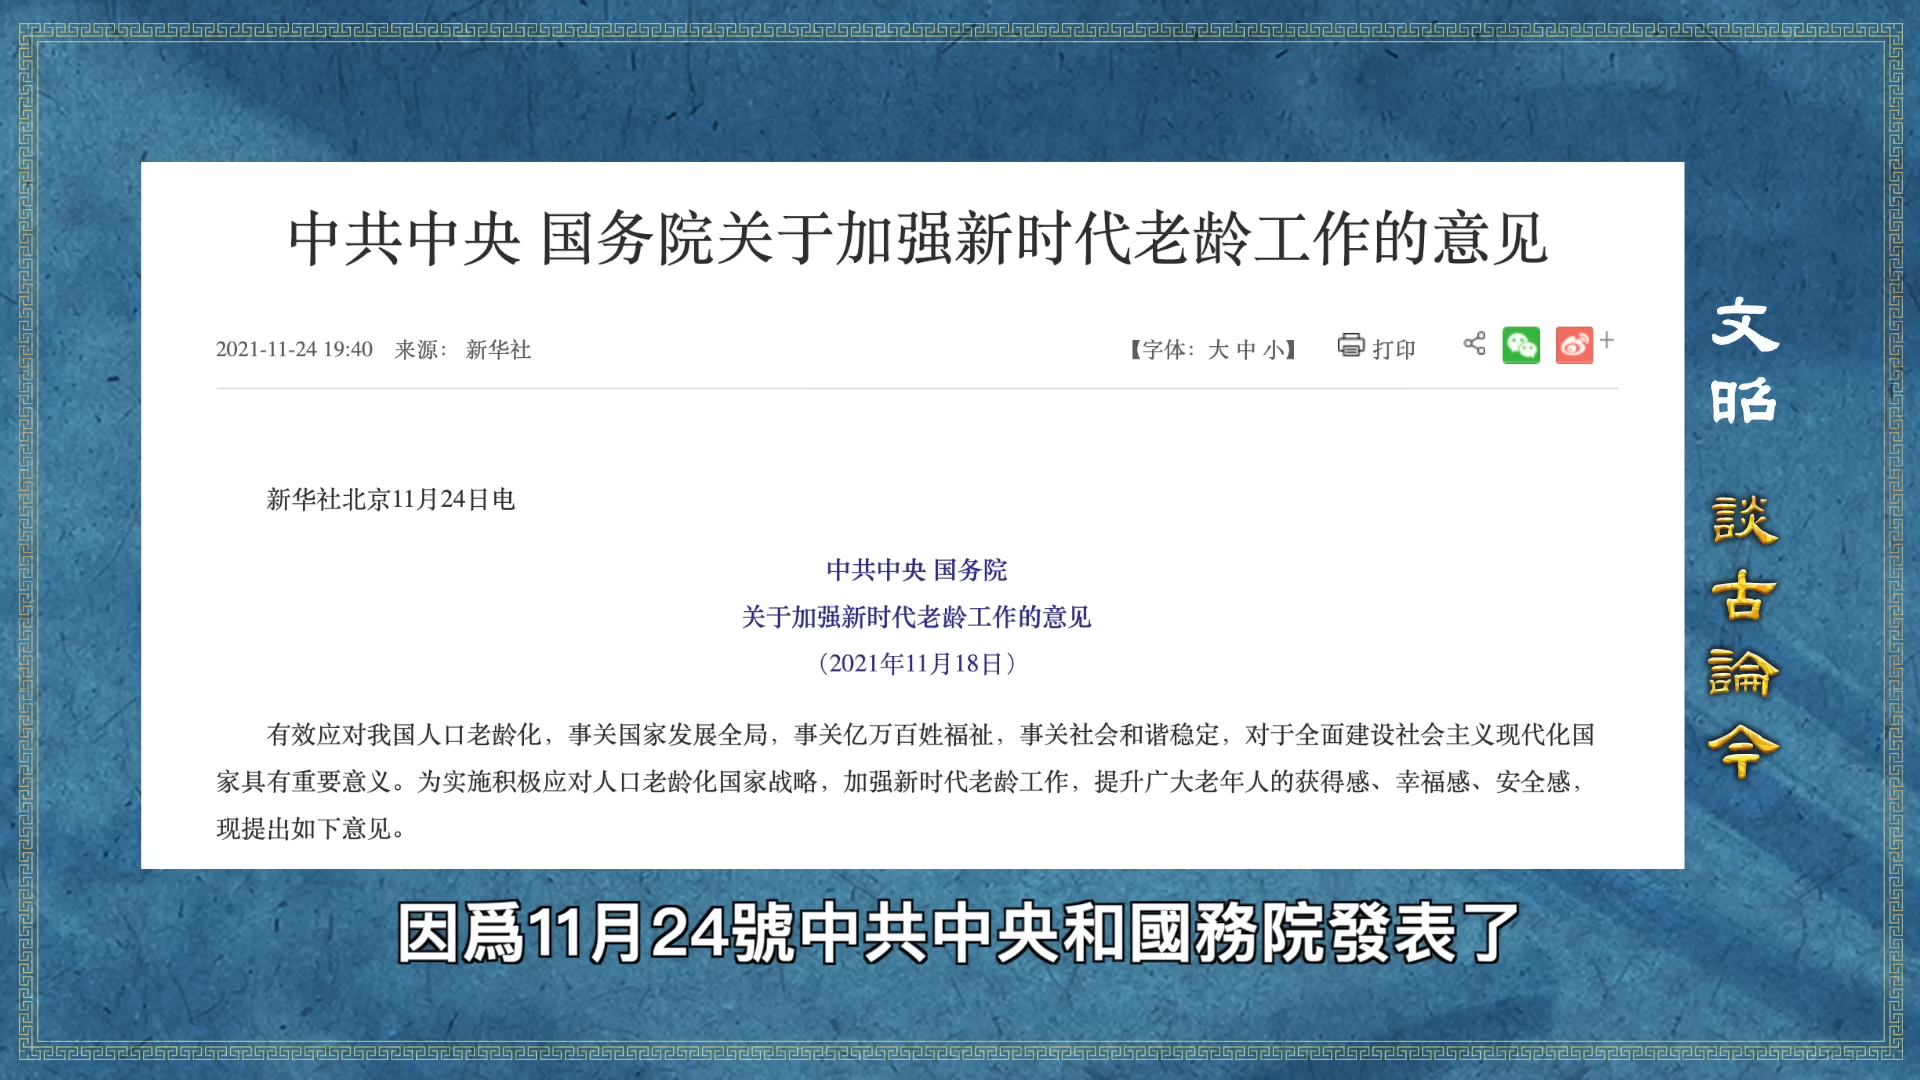 中共中央 国务院关于加强新时代老龄工作的意见
2021-11-24 19:40 来源： 新华社
【字体：大 中 小】 打印
新华社北京11月24日电
中共中央 国务院
关于加强新时代老龄工作的意见
（2021年11月18日）
有效应对我国人口老龄化，事关国家发展全局，事关亿万百姓福祉，事关社会和谐稳定，对于全面建设社会主义现代化国
家具有重要意义。为实施积极应对人口老龄化国家战略，加强新时代老龄工作，提升广大老年人的获得感、幸福感、安全感，
现提出如下意见。
文昭
談古論今
因爲11月24號中共中央和國務院發表了